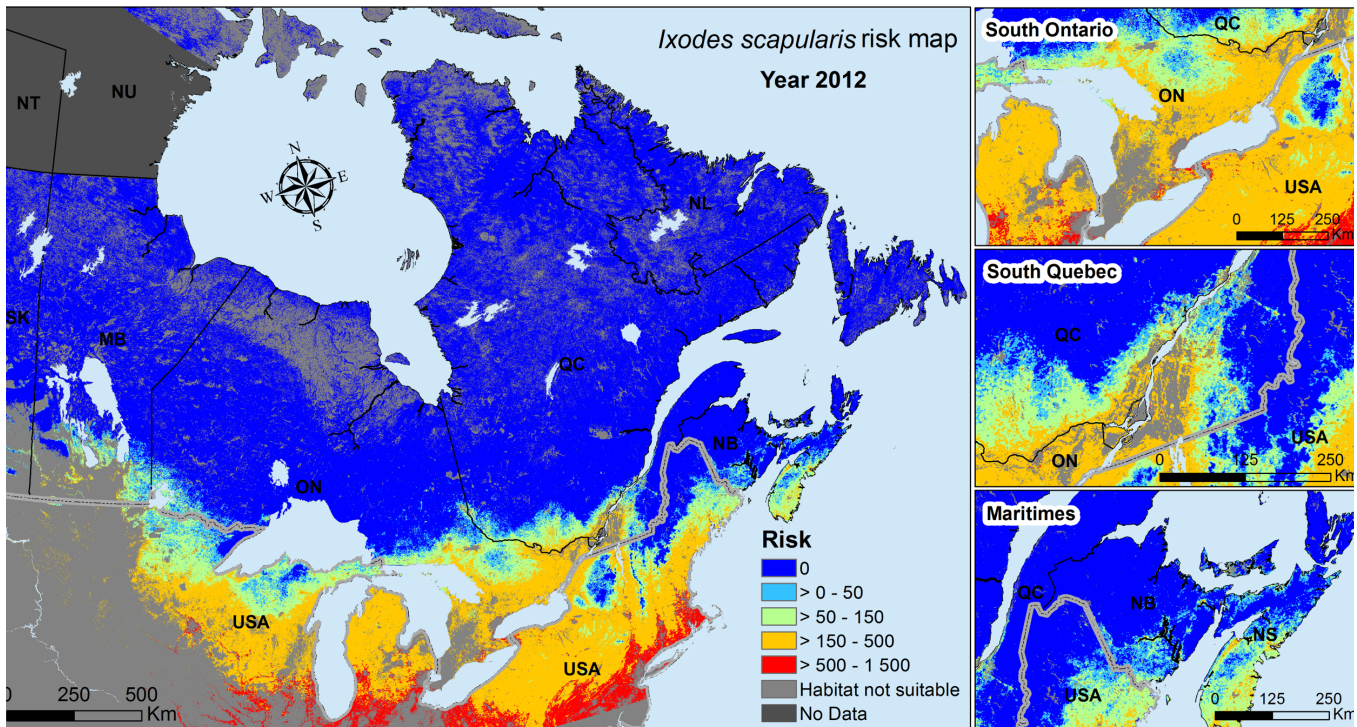 Ixodes scapularis risk map
Year 2012
NT
NU
N
W
E
S
NL
SK
MB
QC
ON
NB
USA
USA
Risk
0
> 0 - 50
> 50 - 150
> 150 - 500
> 500 - 1 500
Habitat not suitable
No Data
0 250 500
Km
South Ontario
QC
ON
USA
0 125 250
Km
South Quebec
QC
ON
USA
0 125 250
Km
Maritimes
QC
NB
NS
USA
0 125 250
Km